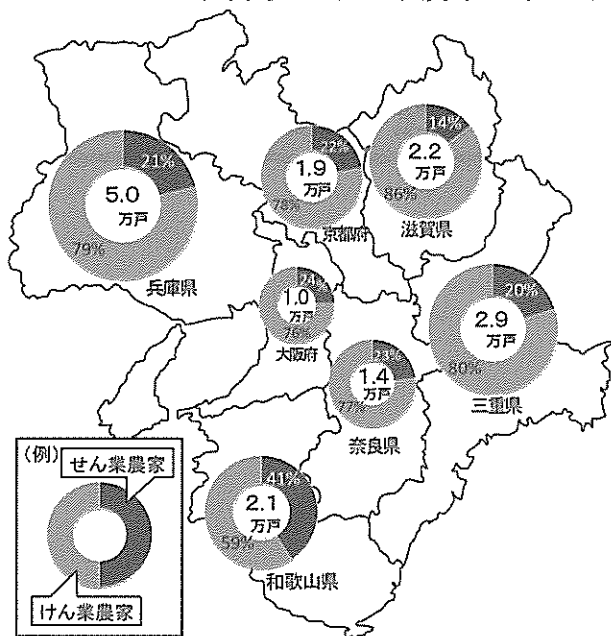 21%
5.0
万戸
79%
兵庫県
22%
1.9
万戸
78%
京都府
14%
2.2
万戸
86%
滋賀県
24%
1.0
万戸
76%
大阪府
20%
2.9
万戸
80%
三重県
23%
1.4
万戸
77%
奈良県
41%
2.1
万戸
59%
和歌山県
(例)
せん業農家
けん業農家